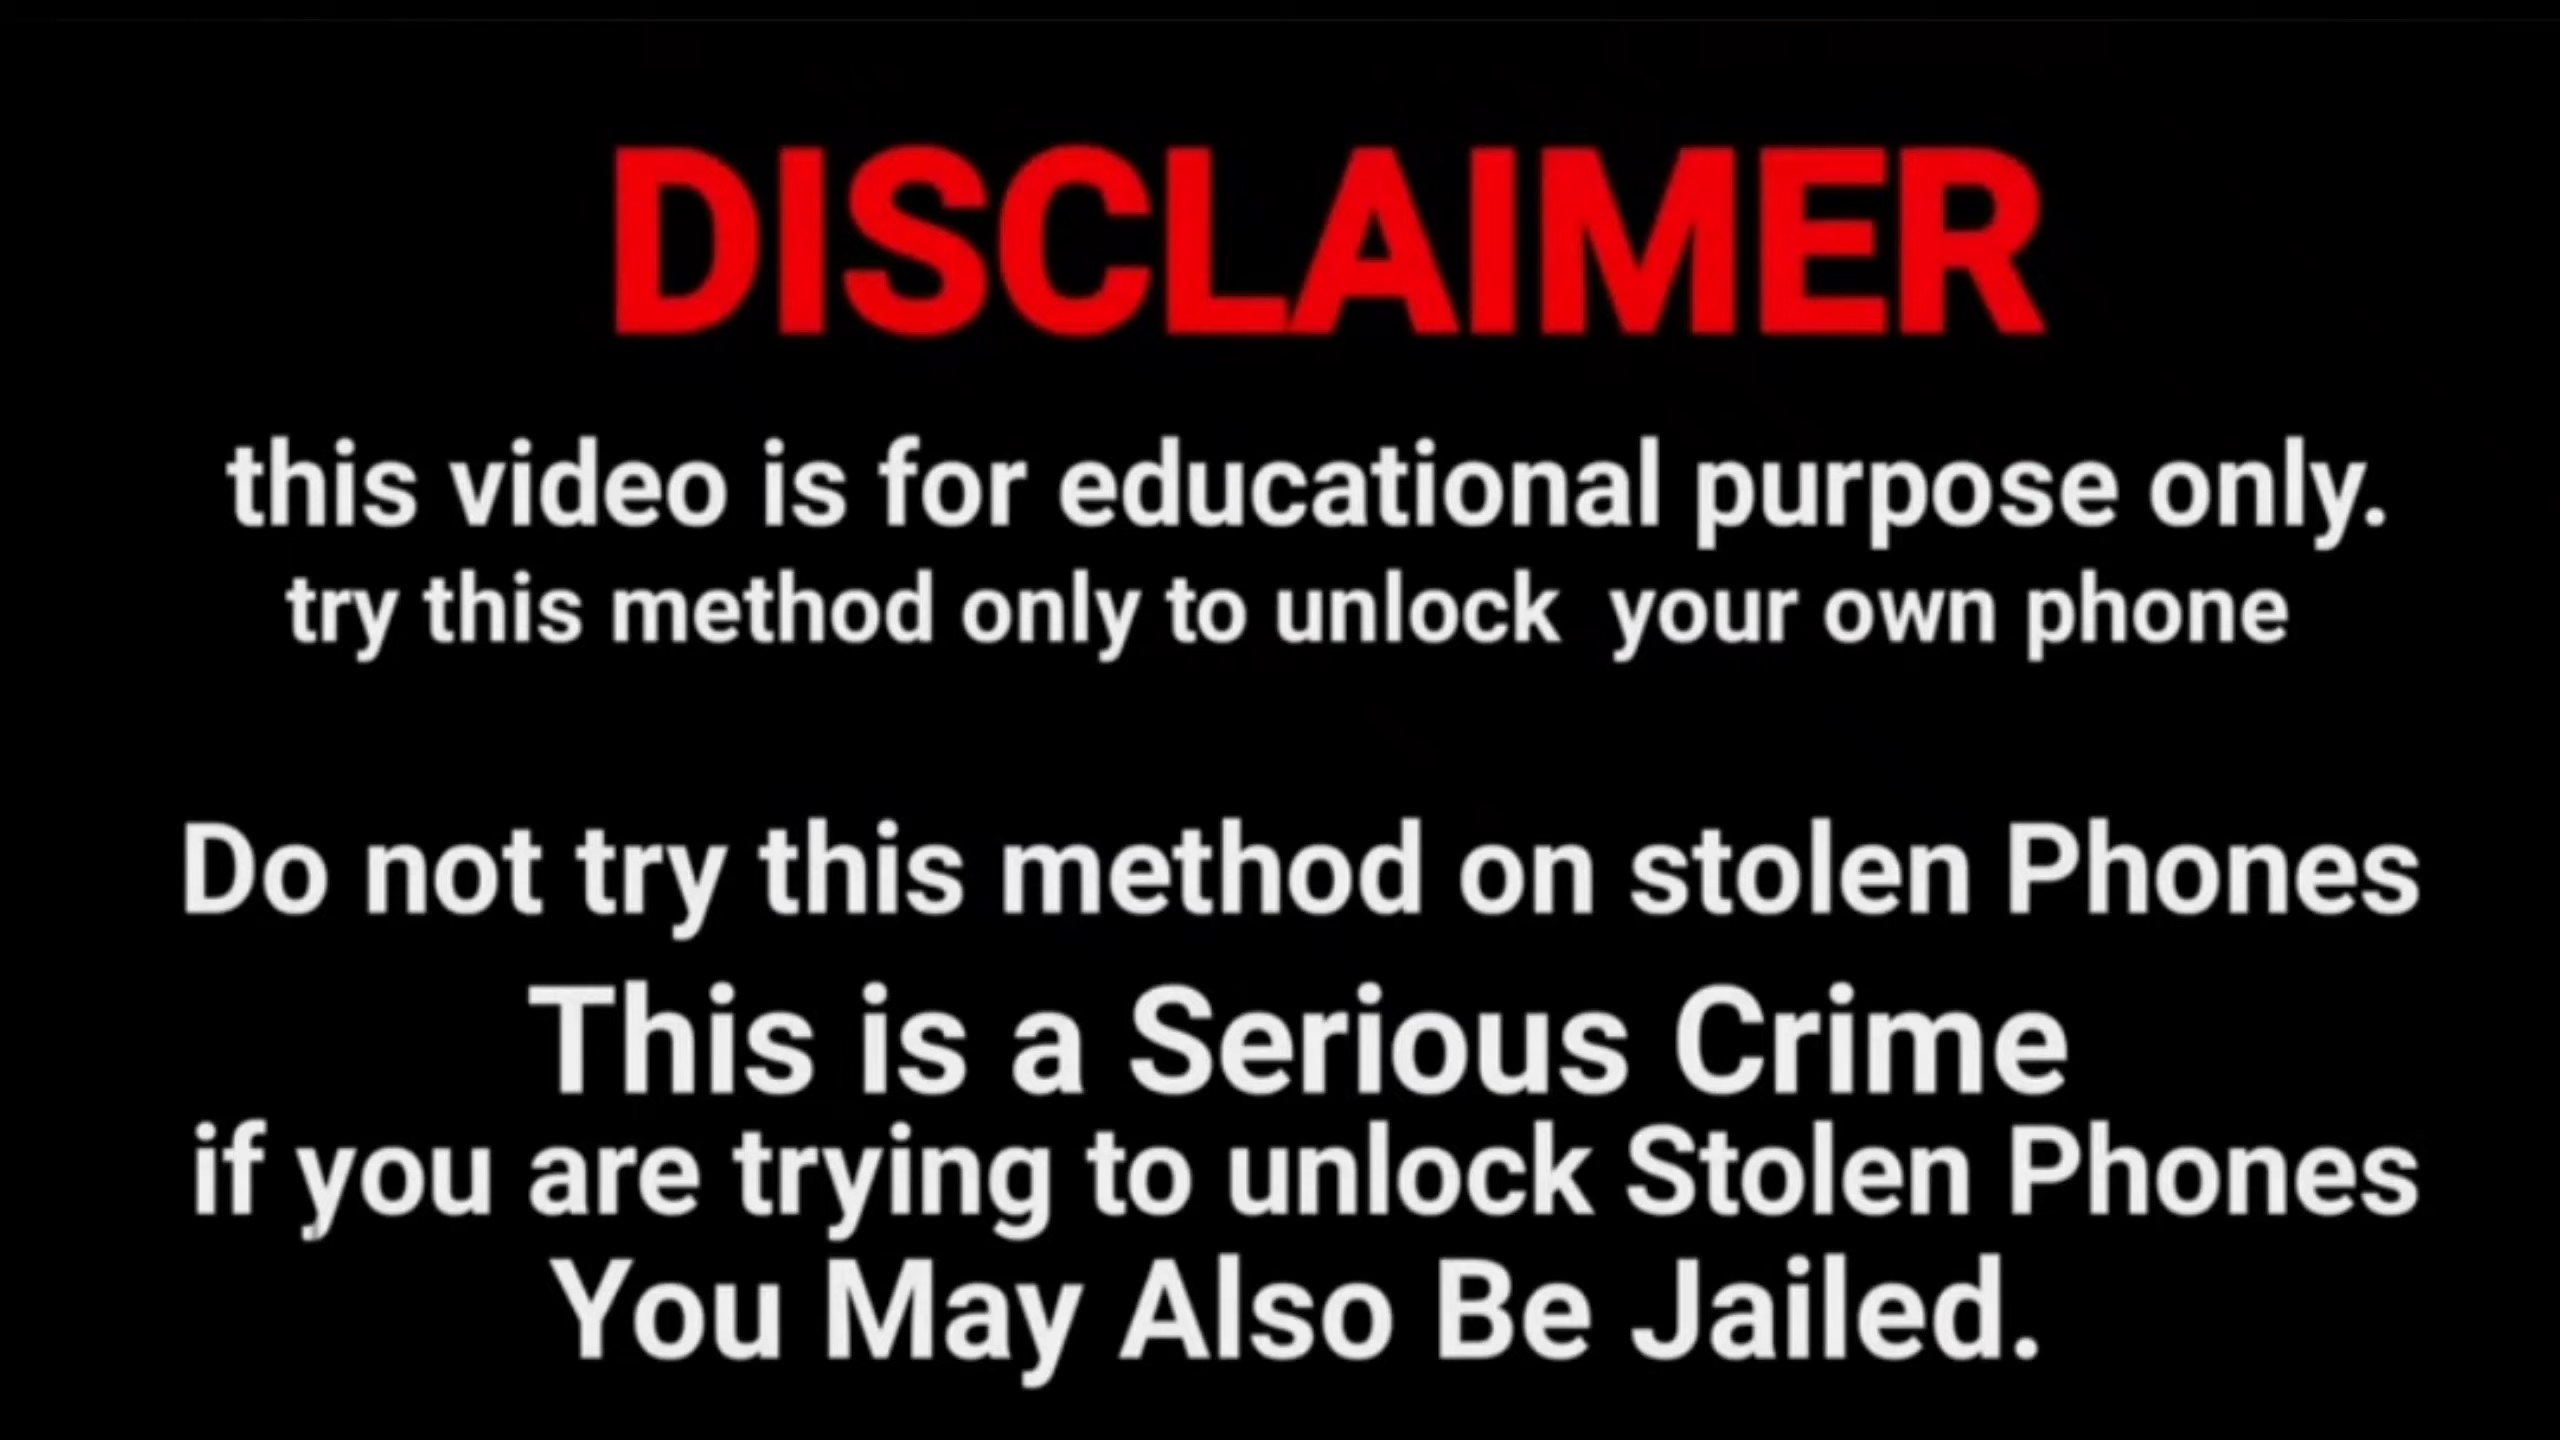 DISCLAIMER
this video is for educational purpose only.
try this method only to unlock  your own phone
Do not try this method on stolen Phones
This is a Serious Crime
if you are trying to unlock Stolen Phones
You May Also Be Jailed.